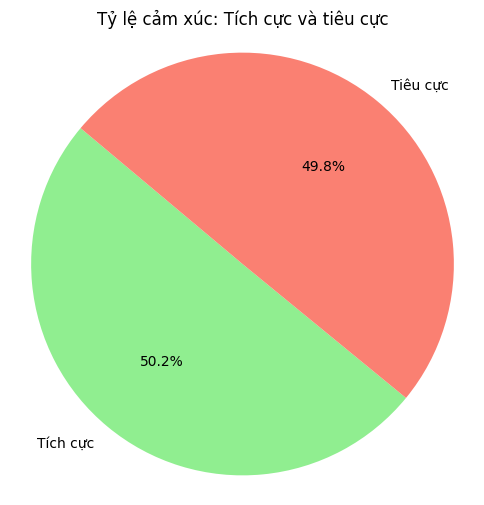 Tỷ lệ cảm xúc: Tích cực và tiêu cực
Tiêu cực
49.8%
50.2%
Tích cực